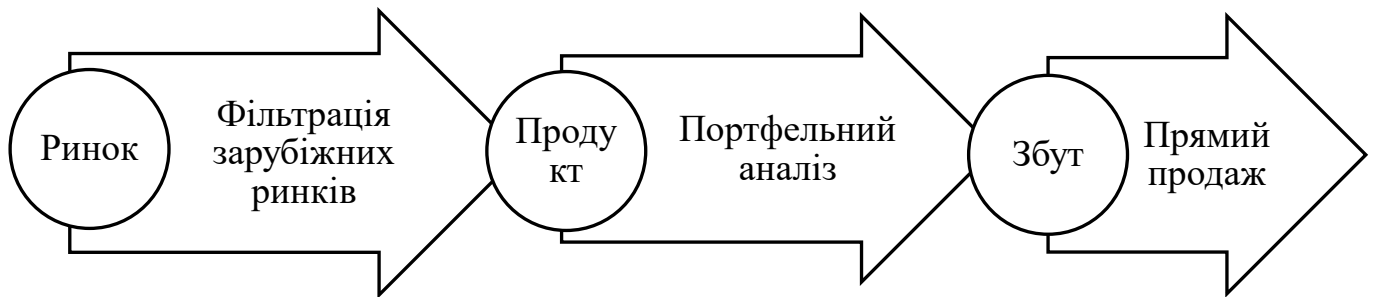 Ринок
Фільтрація
зарубіжних
ринків
Проду
кт
Портфельний
аналіз
Збут
Прямий
продаж